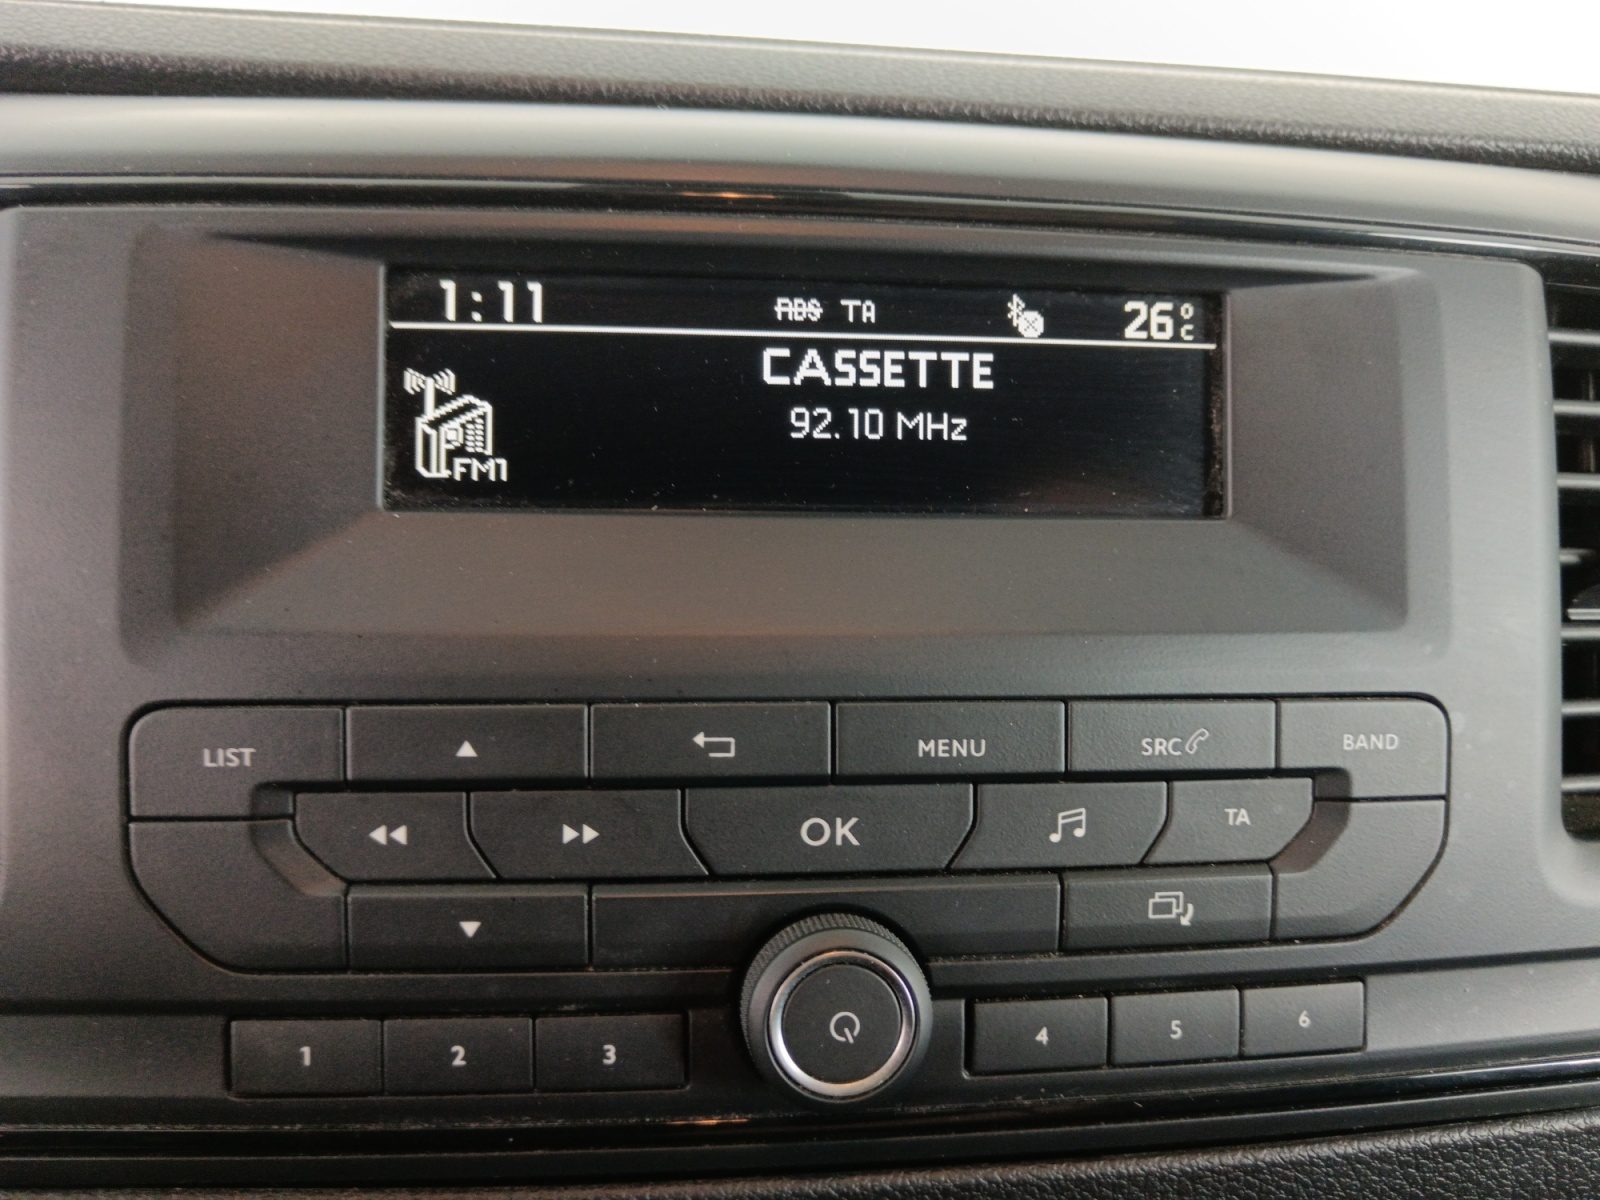 1:11 RDS TA 26°C
CASSETTE
92.10 MHz
FM1
LIST MENU SRC BAND
OK TA
1 2 3 4 5 6